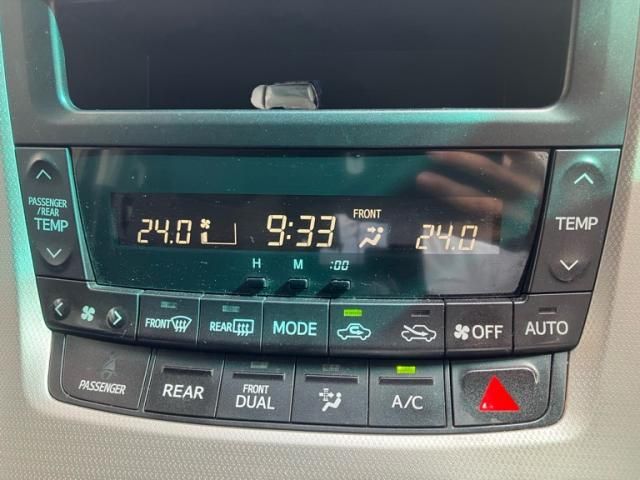 PASSENGER
/REAR
TEMP
24.0
9:33
FRONT
24.0
TEMP
H
M
:00
FRONT
REAR
MODE
OFF
AUTO
PASSENGER
REAR
FRONT
DUAL
A/C